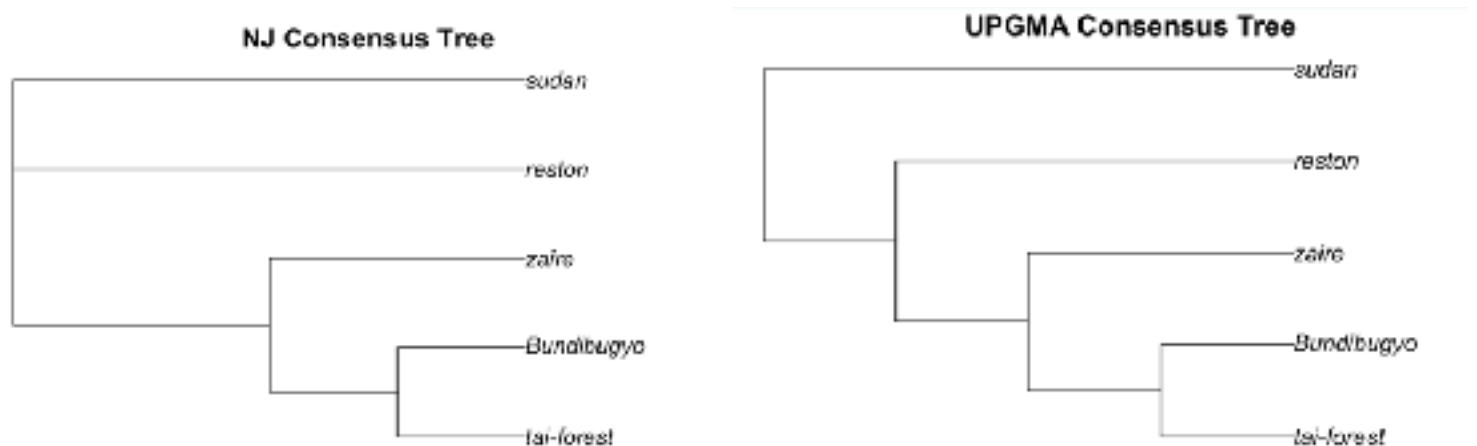 NJ Consensus Tree
sudan
reston
zaire
Bundibugyo
tai-forest
UPGMA Consensus Tree
sudan
reston
zaire
Bundibugyo
tai-forest